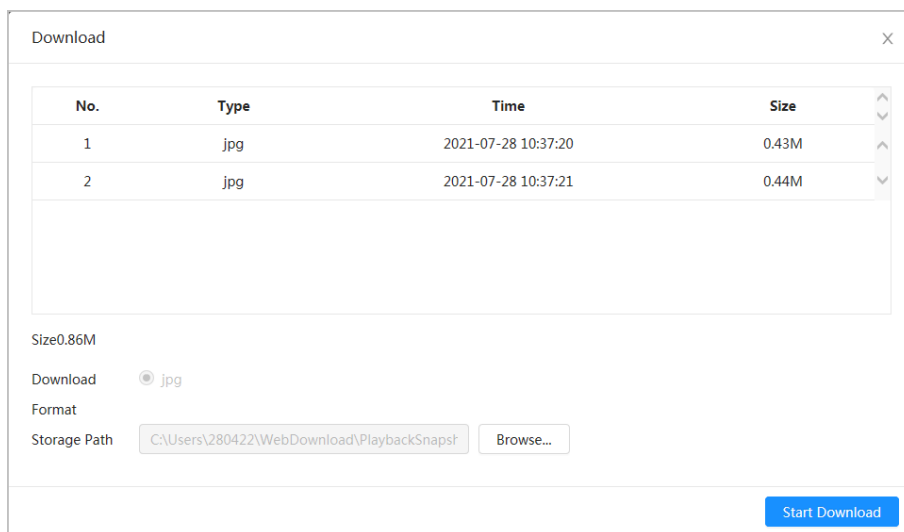 Download
No. Type Time Size
1 jpg 2021-07-28 10:37:20 0.43M
2 jpg 2021-07-28 10:37:21 0.44M
Size0.86M
Download jpg
Format
Storage Path C:\Users\280422\WebDownload\PlaybackSnapsh Browse...
Start Download